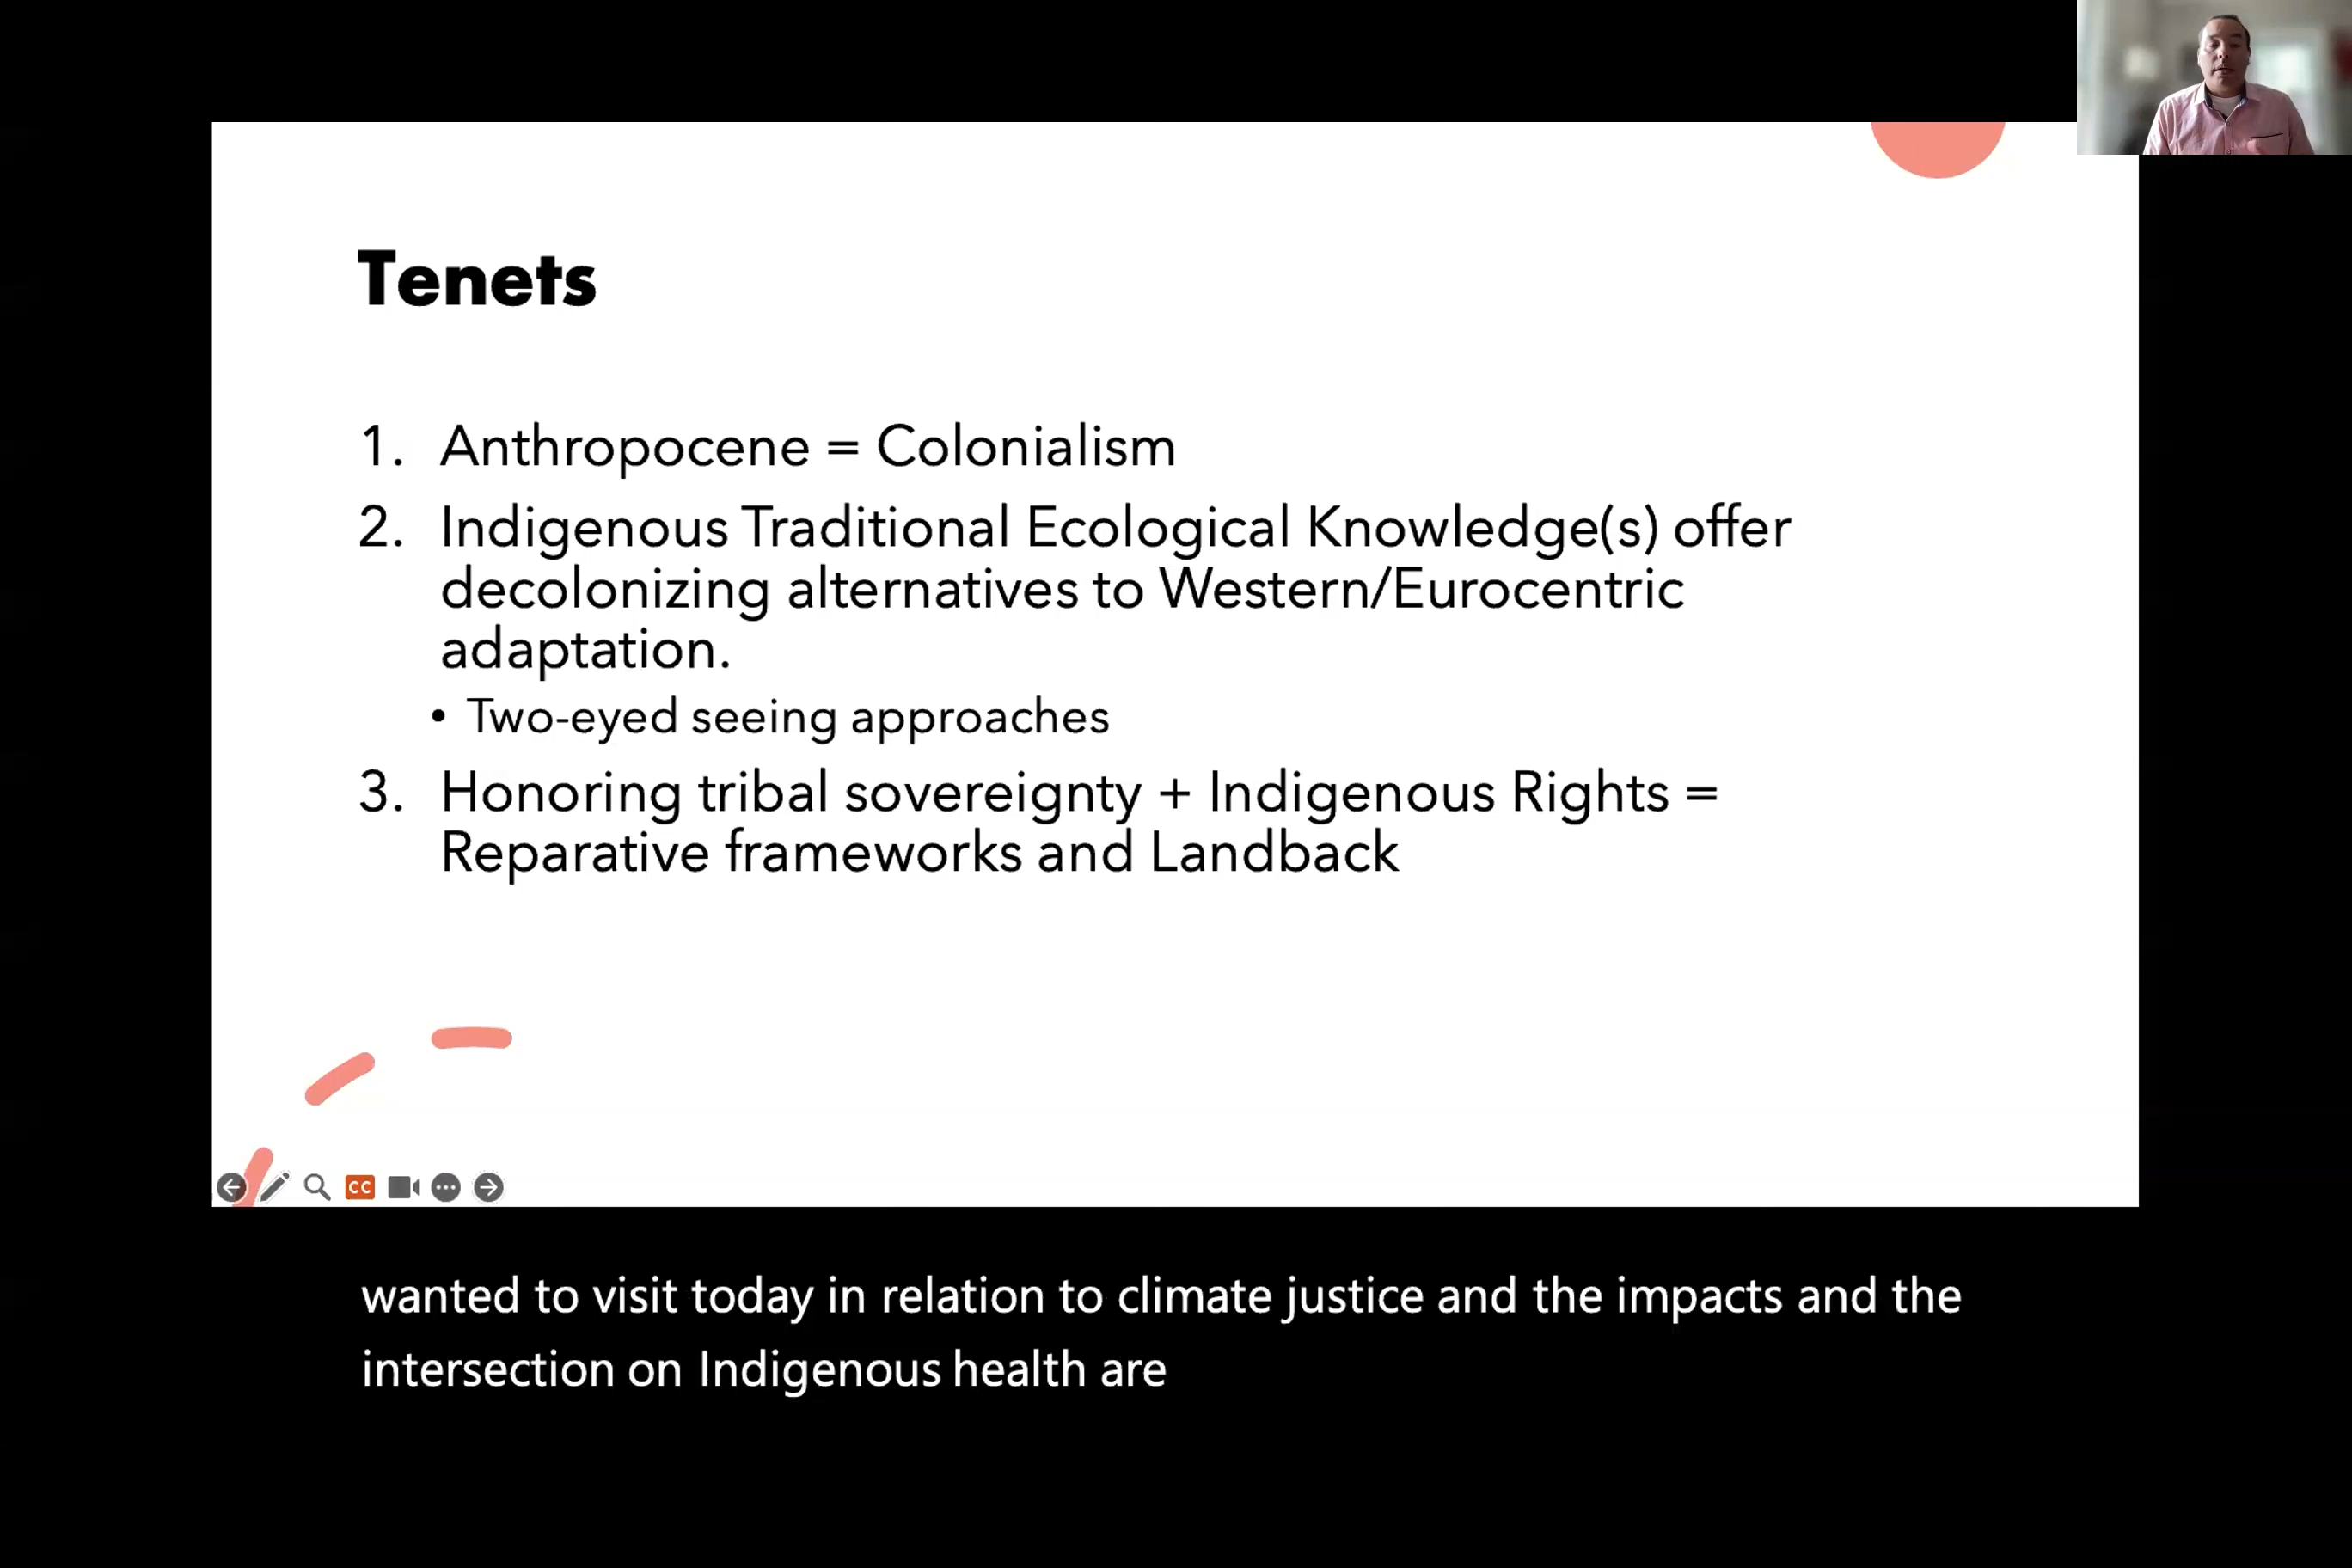 Tenets
1. Anthropocene = Colonialism
2. Indigenous Traditional Ecological Knowledge(s) offer
decolonizing alternatives to Western/Eurocentric
adaptation.
• Two-eyed seeing approaches
3. Honoring tribal sovereignty + Indigenous Rights =
Reparative frameworks and Landback
CC
wanted to visit today in relation to climate justice and the impacts and the
intersection on Indigenous health are